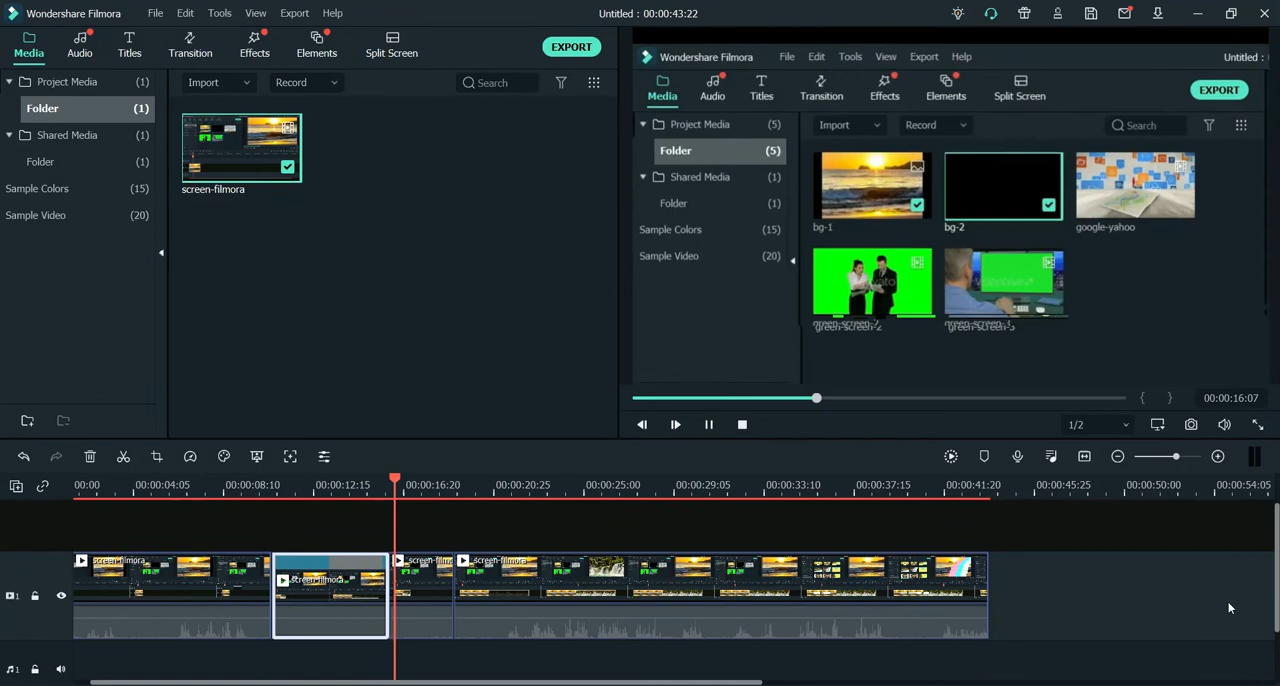 Wondershare Filmora File Edit Tools View Export Help Untitled : 00:00:43:22
Media Audio Titles Transition Effects Elements Split Screen EXPORT
Project Media (1)
Folder (1)
Shared Media (1)
Folder (1)
Sample Colors (15)
Sample Video (20)
Import Record Search
screen-filmora
Wondershare Filmora File Edit Tools View Export Help Untitled :
Media Audio Titles Transition Effects Elements Split Screen EXPORT
Project Media (5)
Folder (5)
Shared Media (1)
Folder (1)
Sample Colors (15)
Sample Video (20)
Import Record Search
bg-1 bg-2 google-yahoo
green-screen-2 green-screen-3
00:00:16:07
1/2
00:00 00:00:04:05 00:00:08:10 00:00:12:15 00:00:16:20 00:00:20:25 00:00:25:00 00:00:29:05 00:00:33:10 00:00:37:15 00:00:41:20 00:00:45:25 00:00:50:00 00:00:54:05
screen-filmora screen-filmora screen-film screen-filmora
1
1